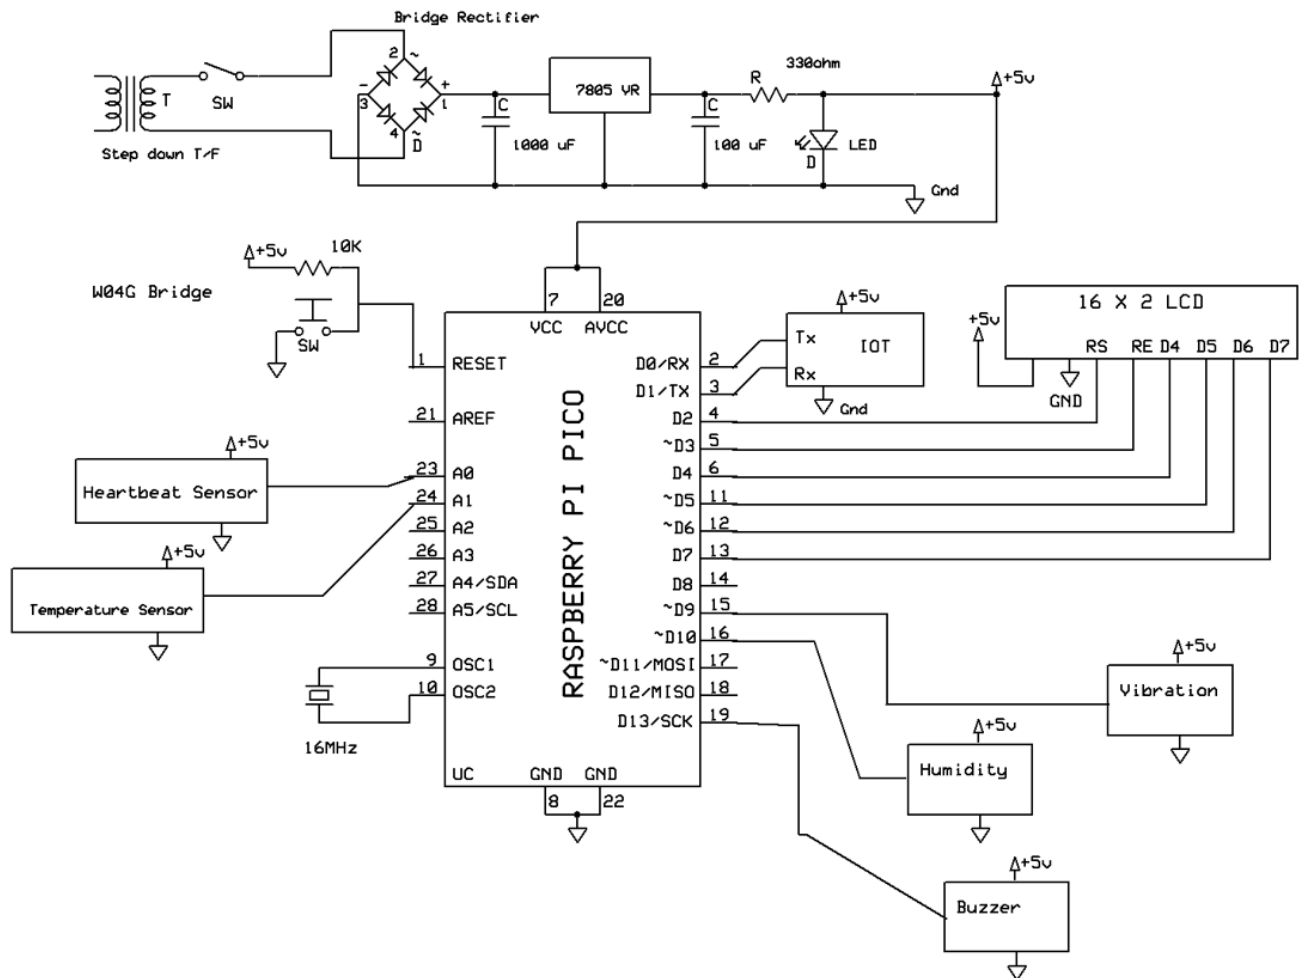 Bridge Rectifier
2 ~
- 3
+ 1
4 ~ D
T
SW
Step down T/F
C
1000 uF
7805 VR
C
100 uF
R
330ohm
+5v
D
LED
Gnd
+5v
10K
W04G Bridge
SW
7
20
VCC
AVCC
1 RESET
21 AREF
23 A0
24 A1
25 A2
26 A3
27 A4/SDA
28 A5/SCL
9 OSC1
10 OSC2
UC
GND
GND
8
22
RASPBERRY PI PICO
D0/RX 2
D1/TX 3
D2 4
~D3 5
D4 6
~D5 11
~D6 12
D7 13
D8 14
~D9 15
~D10 16
~D11/MOSI 17
D12/MISO 18
D13/SCK 19
+5v
Tx
IOT
Rx
Gnd
+5v
16 X 2 LCD
RS RE D4 D5 D6 D7
GND
+5v
Heartbeat Sensor
+5v
Temperature Sensor
16MHz
+5v
Vibration
+5v
Humidity
+5v
Buzzer